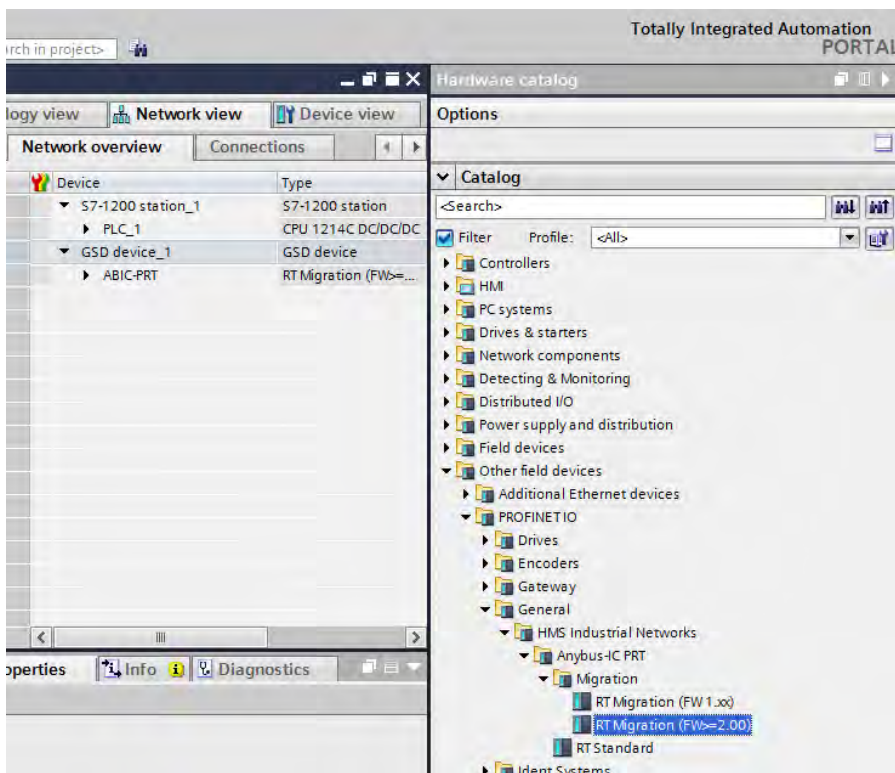 Totally Integrated Automation
PORTAL
rch in project>
Hardware catalog
logy view Network view Device view
Options
Network overview Connections
Catalog
Device Type
<Search>
S7-1200 station_1 S7-1200 station
PLC_1 CPU 1214C DC/DC/DC
Filter Profile: <All>
GSD device_1 GSD device
ABIC-PRT RT Migration (FW>=...
Controllers
HMI
PC systems
Drives & starters
Network components
Detecting & Monitoring
Distributed I/O
Power supply and distribution
Field devices
Other field devices
Additional Ethernet devices
PROFINET IO
Drives
Encoders
Gateway
General
HMS Industrial Networks
Anybus-IC PRT
operties Info Diagnostics
Migration
RT Migration (FW 1.xx)
RT Migration (FW>=2.00)
RT Standard
Ident Systems